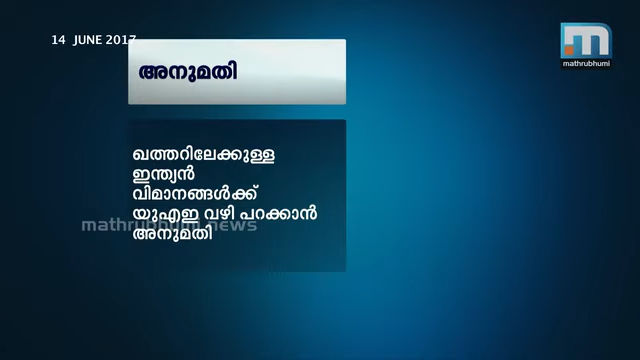 14 JUNE 2017
mathrubhumi
അനുമതി
ഖത്തറിലേക്കുള്ള
ഇന്ത്യൻ
വിമാനങ്ങൾക്ക്
യുഎഇ വഴി പറക്കാൻ
mathrubhumi news
അനുമതി